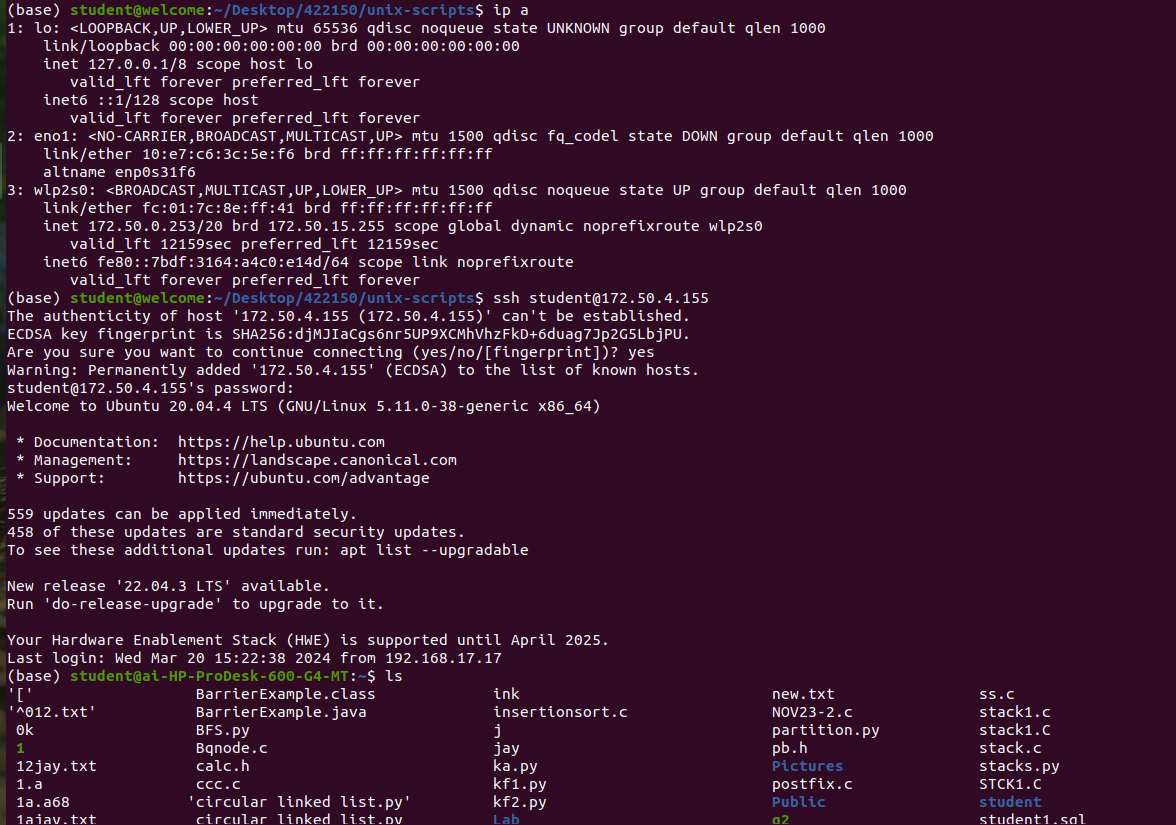 (base) student@welcome:~/Desktop/422150/unix-scripts$ ip a
1: lo: <LOOPBACK,UP,LOWER_UP> mtu 65536 qdisc noqueue state UNKNOWN group default qlen 1000
    link/loopback 00:00:00:00:00:00 brd 00:00:00:00:00:00
    inet 127.0.0.1/8 scope host lo
       valid_lft forever preferred_lft forever
    inet6 ::1/128 scope host
       valid_lft forever preferred_lft forever
2: eno1: <NO-CARRIER,BROADCAST,MULTICAST,UP> mtu 1500 qdisc fq_codel state DOWN group default qlen 1000
    link/ether 10:e7:c6:3c:5e:f6 brd ff:ff:ff:ff:ff:ff
    altname enp0s31f6
3: wlp2s0: <BROADCAST,MULTICAST,UP,LOWER_UP> mtu 1500 qdisc noqueue state UP group default qlen 1000
    link/ether fc:01:7c:8e:ff:41 brd ff:ff:ff:ff:ff:ff
    inet 172.50.0.253/20 brd 172.50.15.255 scope global dynamic noprefixroute wlp2s0
       valid_lft 12159sec preferred_lft 12159sec
    inet6 fe80::7bdf:3164:a4c0:e14d/64 scope link noprefixroute
       valid_lft forever preferred_lft forever
(base) student@welcome:~/Desktop/422150/unix-scripts$ ssh student@172.50.4.155
The authenticity of host '172.50.4.155 (172.50.4.155)' can't be established.
ECDSA key fingerprint is SHA256:djMJIaCgs6nr5UP9XCMhVhzFkD+6duag7Jp2G5LbjPU.
Are you sure you want to continue connecting (yes/no/[fingerprint])? yes
Warning: Permanently added '172.50.4.155' (ECDSA) to the list of known hosts.
student@172.50.4.155's password:
Welcome to Ubuntu 20.04.4 LTS (GNU/Linux 5.11.0-38-generic x86_64)

 * Documentation:  https://help.ubuntu.com
 * Management:     https://landscape.canonical.com
 * Support:        https://ubuntu.com/advantage

559 updates can be applied immediately.
458 of these updates are standard security updates.
To see these additional updates run: apt list --upgradable

New release '22.04.3 LTS' available.
Run 'do-release-upgrade' to upgrade to it.

Your Hardware Enablement Stack (HWE) is supported until April 2025.
Last login: Wed Mar 20 15:22:38 2024 from 192.168.17.17
(base) student@ai-HP-ProDesk-600-G4-MT:~$ ls
'['                  BarrierExample.class         ink                            new.txt                ss.c
'^012.txt'           BarrierExample.java          insertionsort.c                NOV23-2.c              stack1.c
 0k                  BFS.py                       j                              partition.py           stack1.C
 1                   Bqnode.c                     jay                            pb.h                   stack.c
 12jay.txt           calc.h                       ka.py                          Pictures               stacks.py
 1.a                 ccc.c                        kf1.py                         postfix.c              STCK1.C
 1a.a68             'circular linked list.py'     kf2.py                         Public                 student
 1ajay.txt           circular_linked_list.py      Lab                            q2                     student1.sql